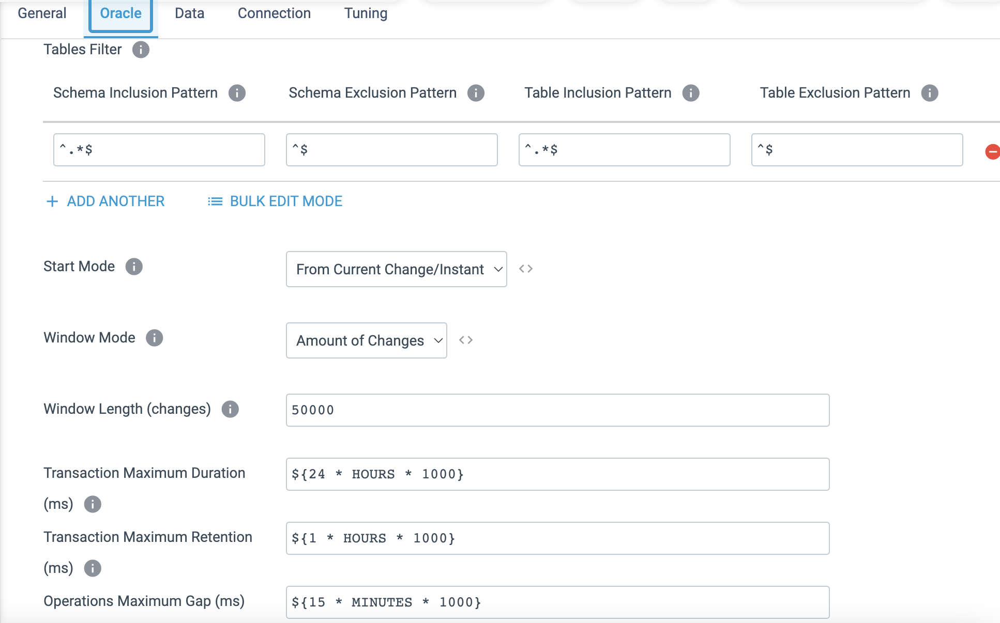 General Oracle Data Connection Tuning
Tables Filter
Schema Inclusion Pattern Schema Exclusion Pattern Table Inclusion Pattern Table Exclusion Pattern
^.*$ ^$ ^.*$ ^$
ADD ANOTHER BULK EDIT MODE
Start Mode From Current Change/Instant
Window Mode Amount of Changes
Window Length (changes) 50000
Transaction Maximum Duration ${24 * HOURS * 1000}
(ms)
Transaction Maximum Retention ${1 * HOURS * 1000}
(ms)
Operations Maximum Gap (ms) ${15 * MINUTES * 1000}